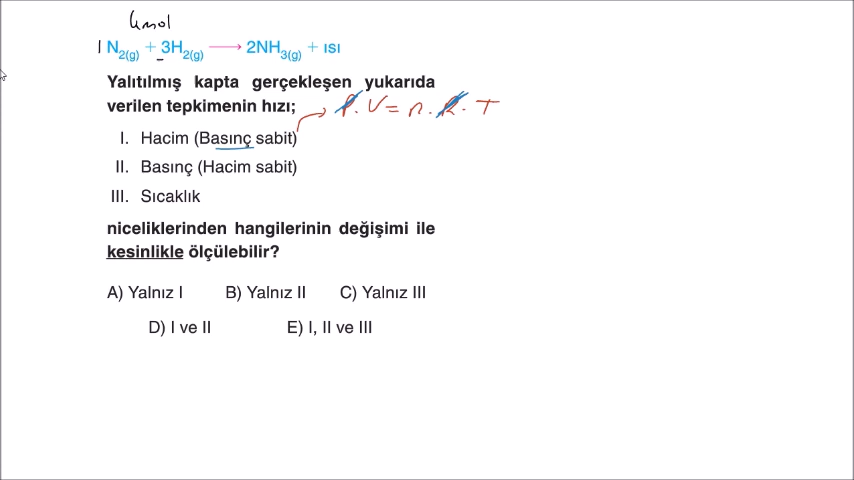 4mol
1 N2(g) + 3H2(g) → 2NH3(g) + ısı
Yalıtılmış kapta gerçekleşen yukarıda
verilen tepkimenin hızı;
P. V = n. R. T
I. Hacim (Basınç sabit)
II. Basınç (Hacim sabit)
III. Sıcaklık
niceliklerinden hangilerinin değişimi ile
kesinlikle ölçülebilir?
A) Yalnız I B) Yalnız II C) Yalnız III
D) I ve II E) I, II ve III